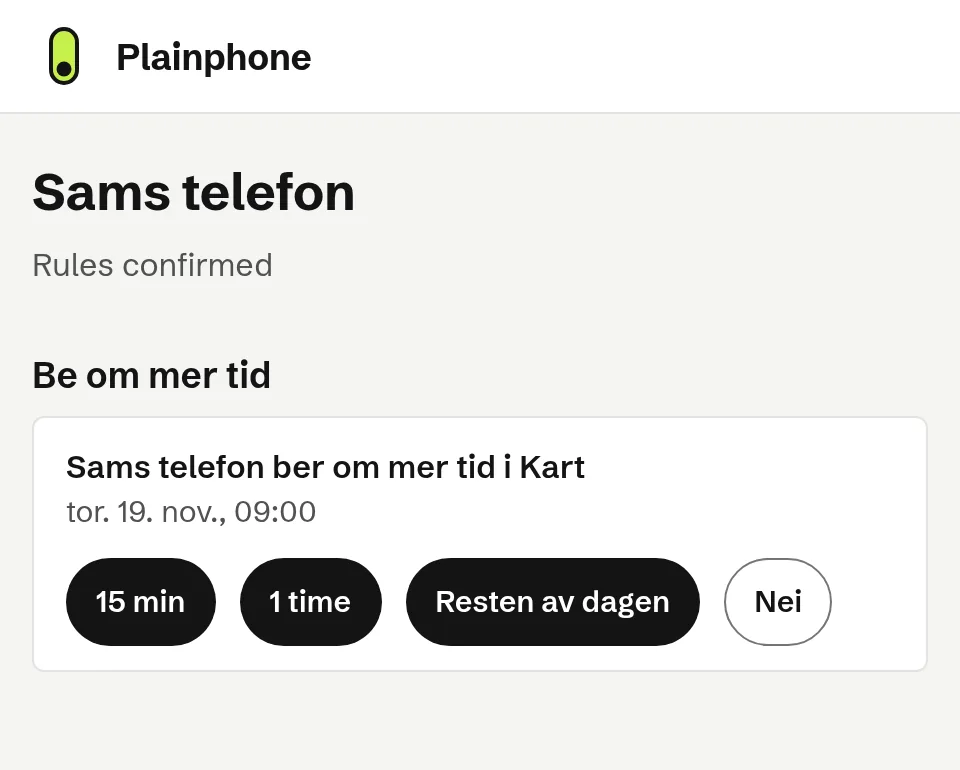 Plainphone
Sams telefon
Rules confirmed
Be om mer tid
Sams telefon ber om mer tid i Kart
tor. 19. nov., 09:00
15 min
1 time
Resten av dagen
Nei